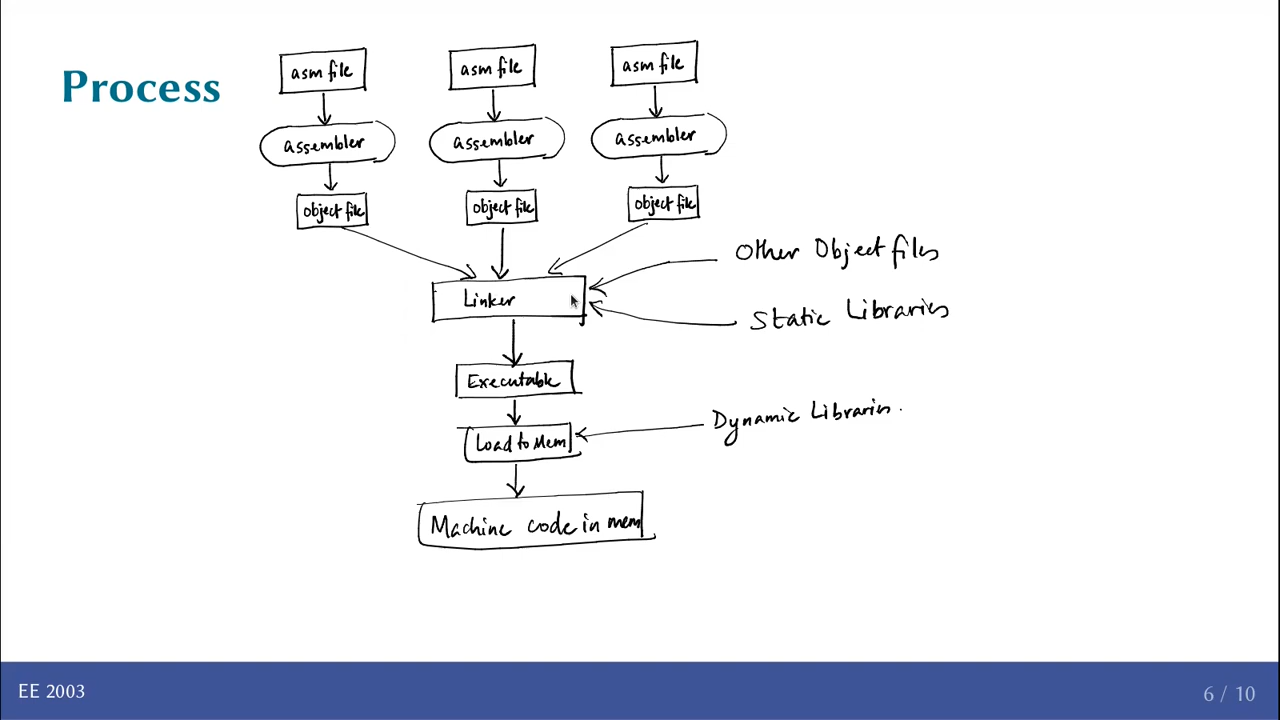 Process
asm file
asm file
asm file
assembler
assembler
assembler
object file
object file
object file
Other Object files
Linker
Static Libraries
Executable
Dynamic Libraries.
Load to Mem
Machine code in mem
EE 2003
6 / 10